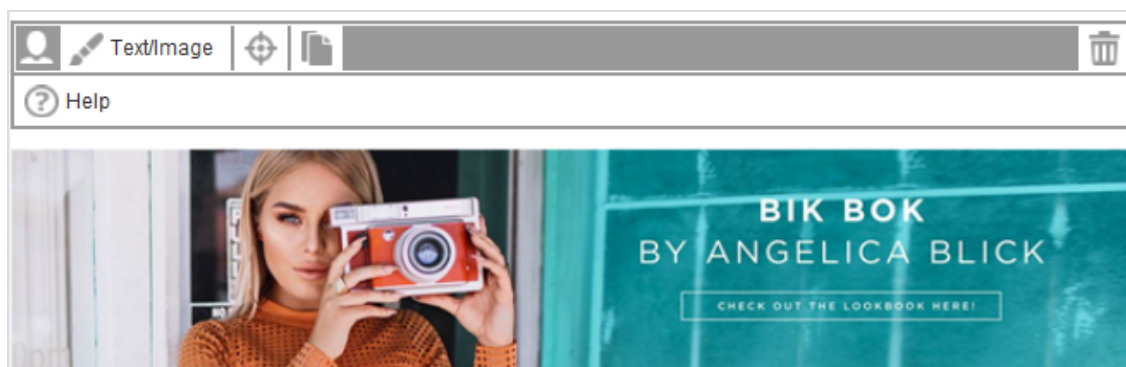 Text/Image
Help
BIK BOK
BY ANGELICA BLICK
CHECK OUT THE LOOKBOOK HERE!